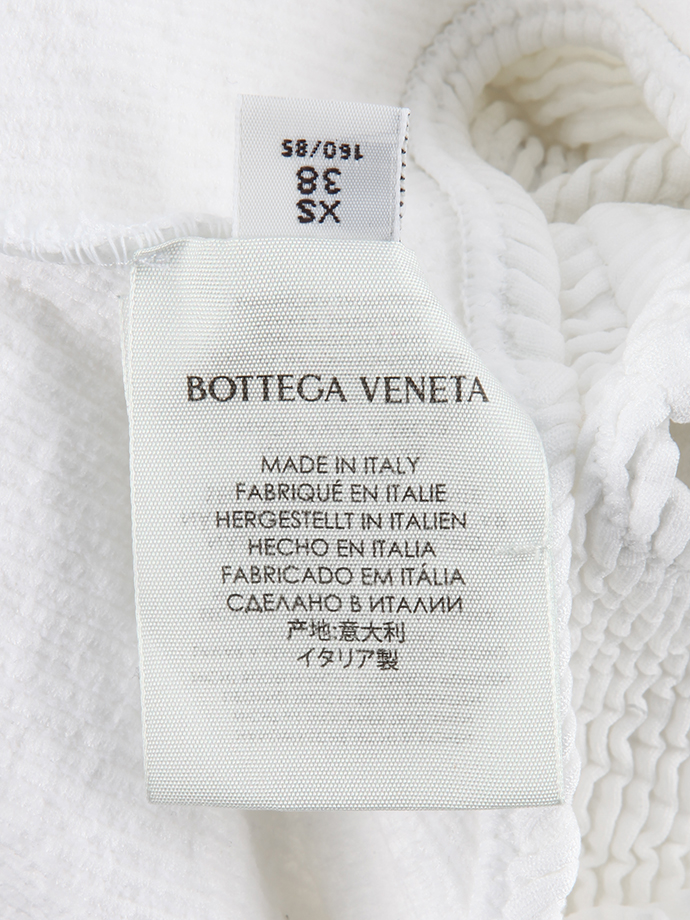 160/85
38
XS
BOTTEGA VENETA
MADE IN ITALY
FABRIQUÉ EN ITALIE
HERGESTELLT IN ITALIEN
HECHO EN ITALIA
FABRICADO EM ITÁLIA
СДЕЛАНО В ИТАЛИИ
产地:意大利
イタリア製